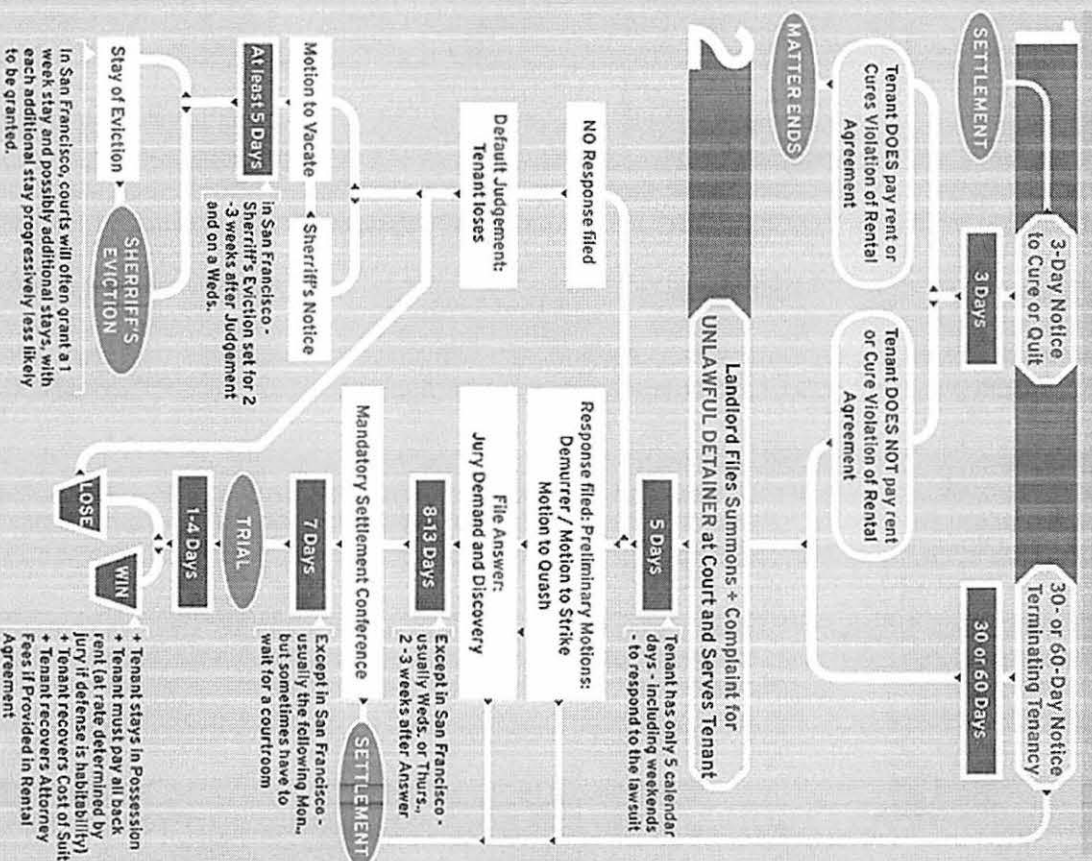 1
SETTLEMENT
3-Day Notice
to Cure or Quit
30- or 60-Day Notice
Terminating Tenancy
3 Days
30 or 60 Days
Tenant DOES pay rent or
Cures Violation of Rental
Agreement
Tenant DOES NOT pay rent
or Cure Violation of Rental
Agreement
MATTER ENDS
2
Landlord Files Summons + Complaint for
UNLAWFUL DETAINER at Court and Serves Tenant
5 Days
Tenant has only 5 calendar
days - including weekends
- to respond to the lawsuit
NO Response filed
Response filed: Preliminary Motions:
Demurrer / Motion to Strike
Motion to Quash
Default Judgement:
Tenant loses
File Answer:
Jury Demand and Discovery
8-13 Days
Except in San Francisco -
usually Weds. or Thurs.,
2-3 weeks after Answer
Motion to Vacate
Sherriff's Notice
Mandatory Settlement Conference
SETTLEMENT
At least 5 Days
in San Francisco -
Sherriff's Eviction set for 2
-3 weeks after Judgement
and on a Weds.
7 Days
Except in San Francisco -
usually the following Mon.,
but sometimes have to
wait for a courtroom
TRIAL
Stay of Eviction
SHERRIFF'S
EVICTION
1-4 Days
LOSE
WIN
In San Francisco, courts will often grant a 1
week stay and possibly additional stays, with
each additional stay progressively less likely
to be granted.
+ Tenant stays in Possession
+ Tenant must pay all back
rent (at rate determined by
jury if defense is habitability)
+ Tenant recovers Cost of Suit
+ Tenant recovers Attorney
Fees if Provided in Rental
Agreement